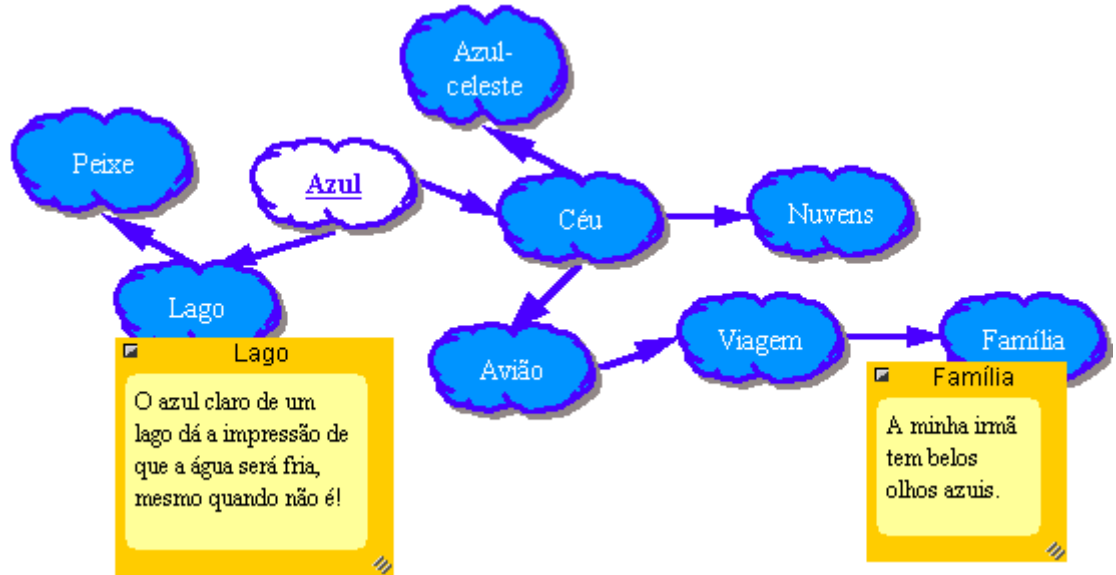 Azul-
celeste
Peixe
Azul
Céu
Nuvens
Lago
Avião
Viagem
Família
Lago
O azul claro de um
lago dá a impressão de
que a água será fria,
mesmo quando não é!
Família
A minha irmã
tem belos
olhos azuis.